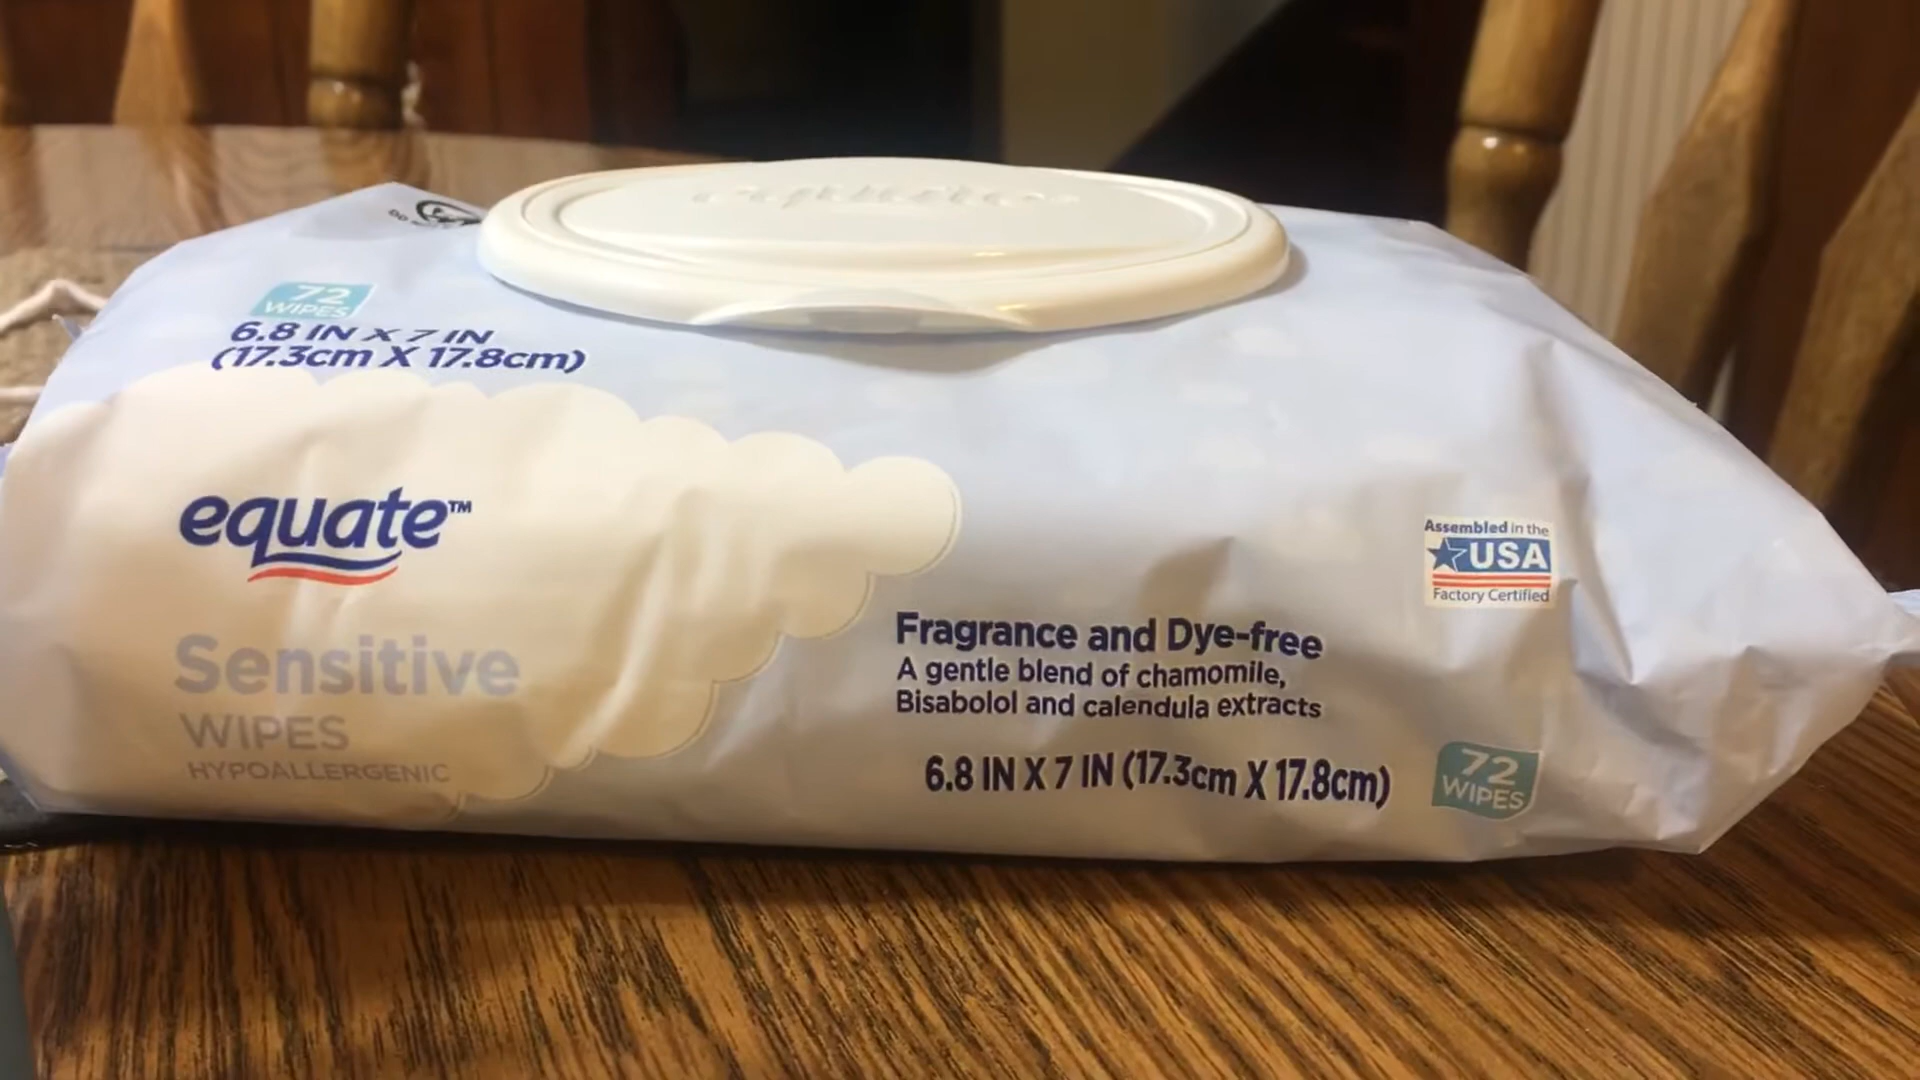 equate
72
WIPES
6.8 IN X 7 IN
(17.3cm X 17.8cm)
equate™
Sensitive
WIPES
HYPOALLERGENIC
Fragrance and Dye-free
A gentle blend of chamomile,
Bisabolol and calendula extracts
6.8 IN X 7 IN (17.3cm X 17.8cm)
Assembled in the
USA
Factory Certified
72
WIPES